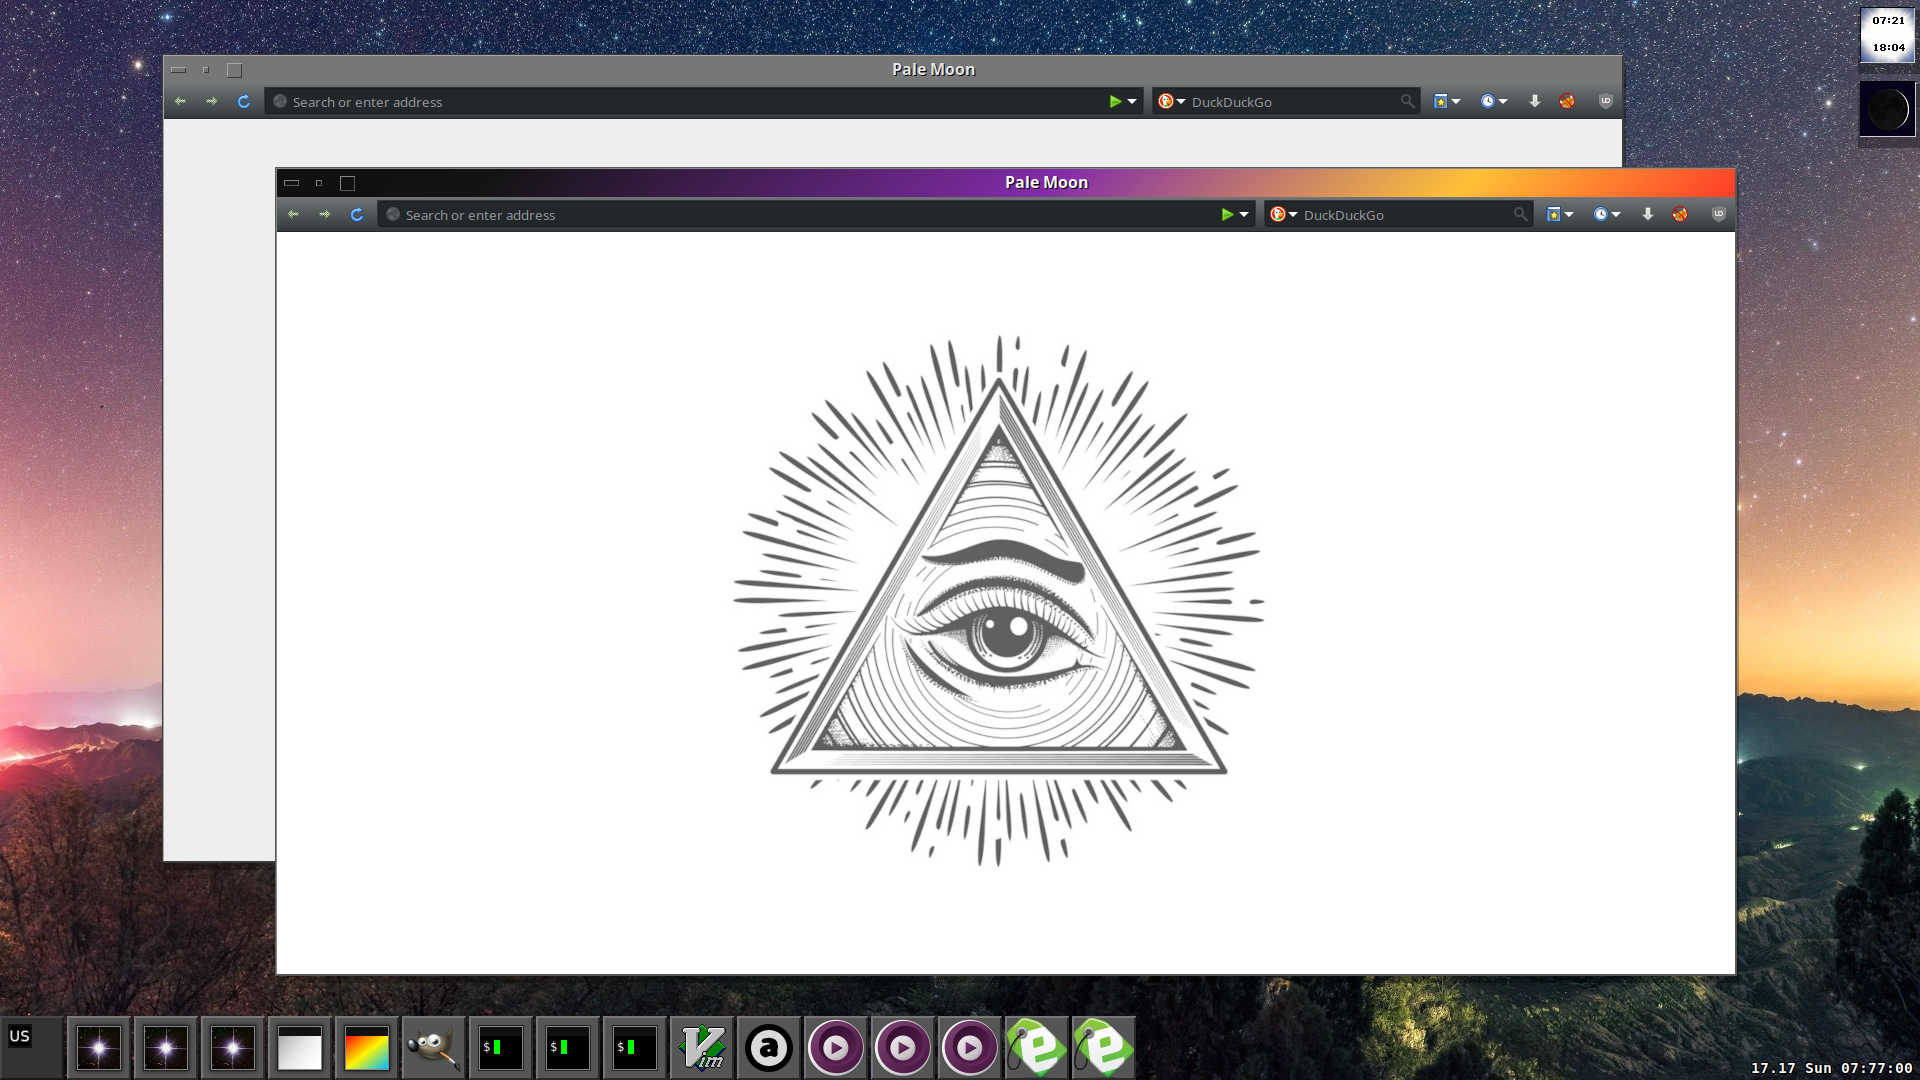 07:21
18:04
Pale Moon
Search or enter address
DuckDuckGo
Pale Moon
Search or enter address
DuckDuckGo
US
$
$
$
Vim
a
e
e
17.17 Sun 07:77:00